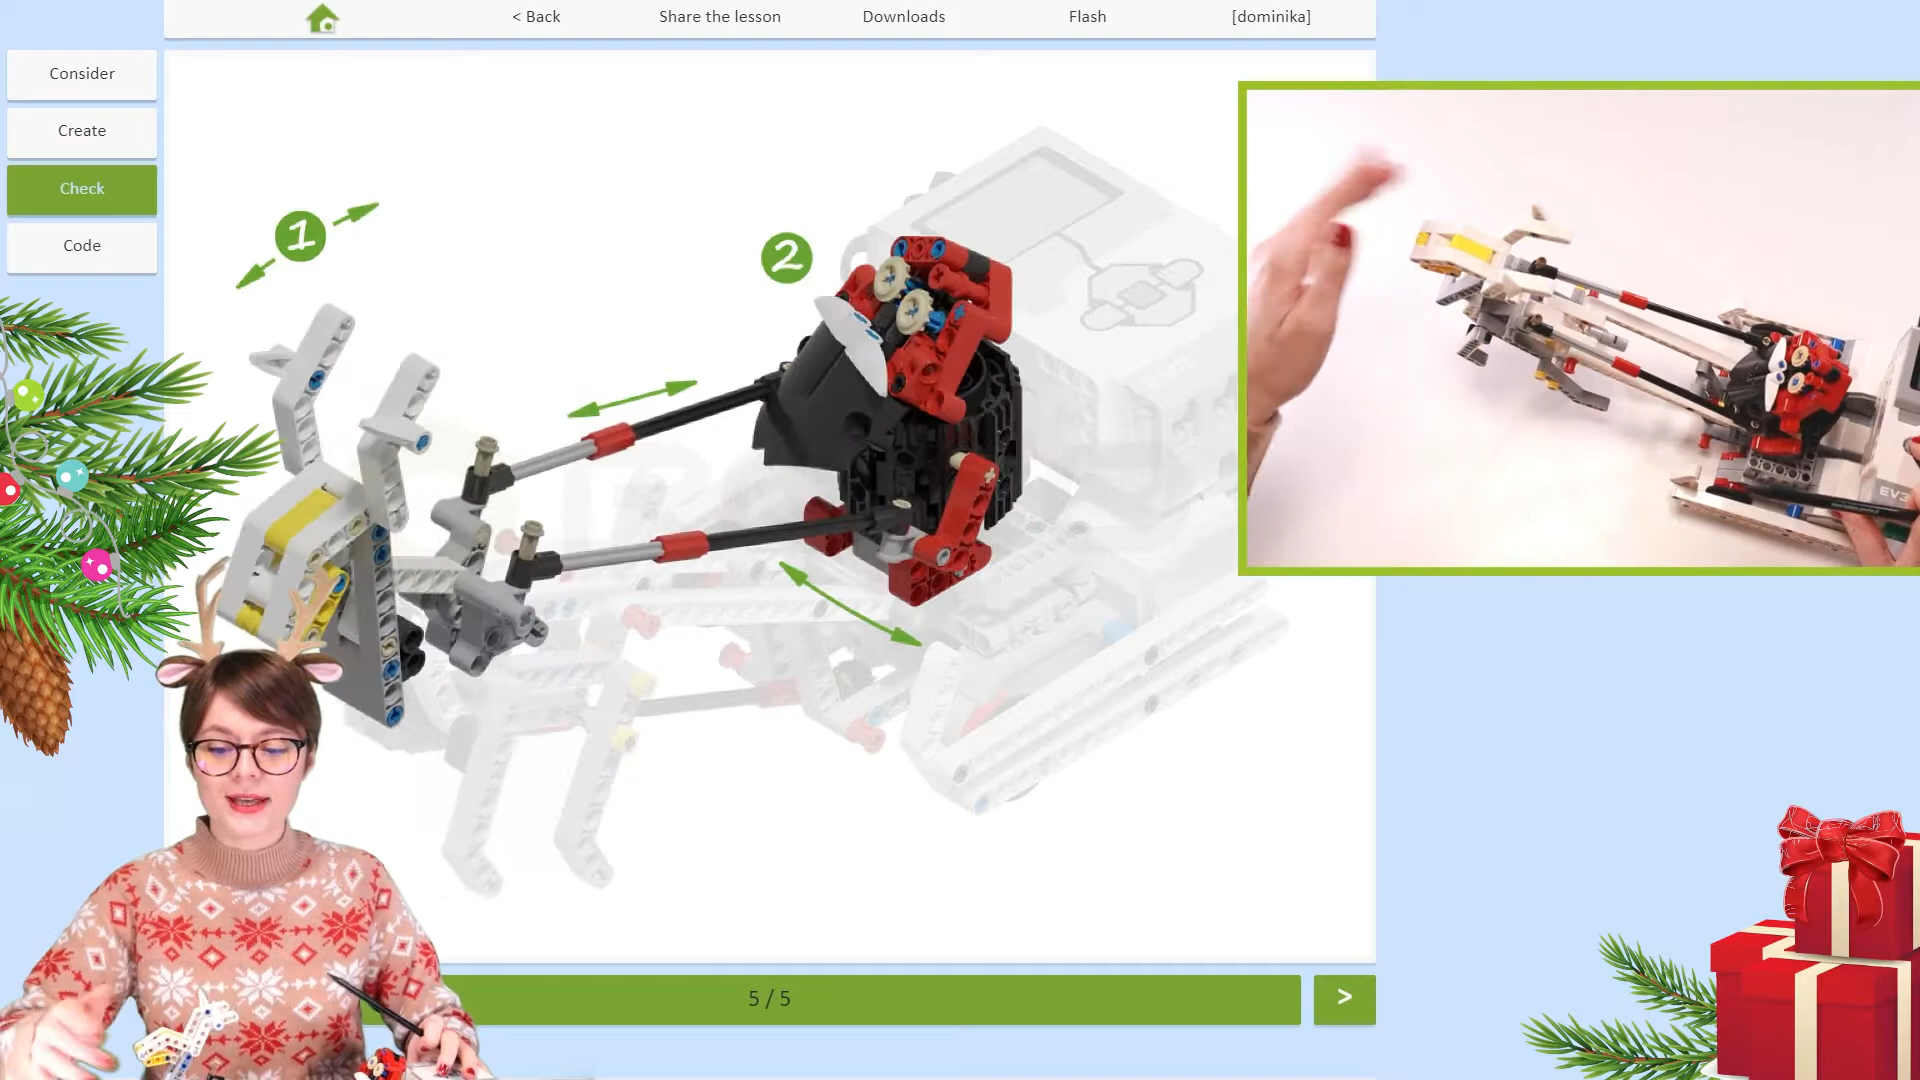 < Back
Share the lesson
Downloads
Flash
[dominika]
Consider
Create
Check
Code
1
2
EV3
5 / 5
>